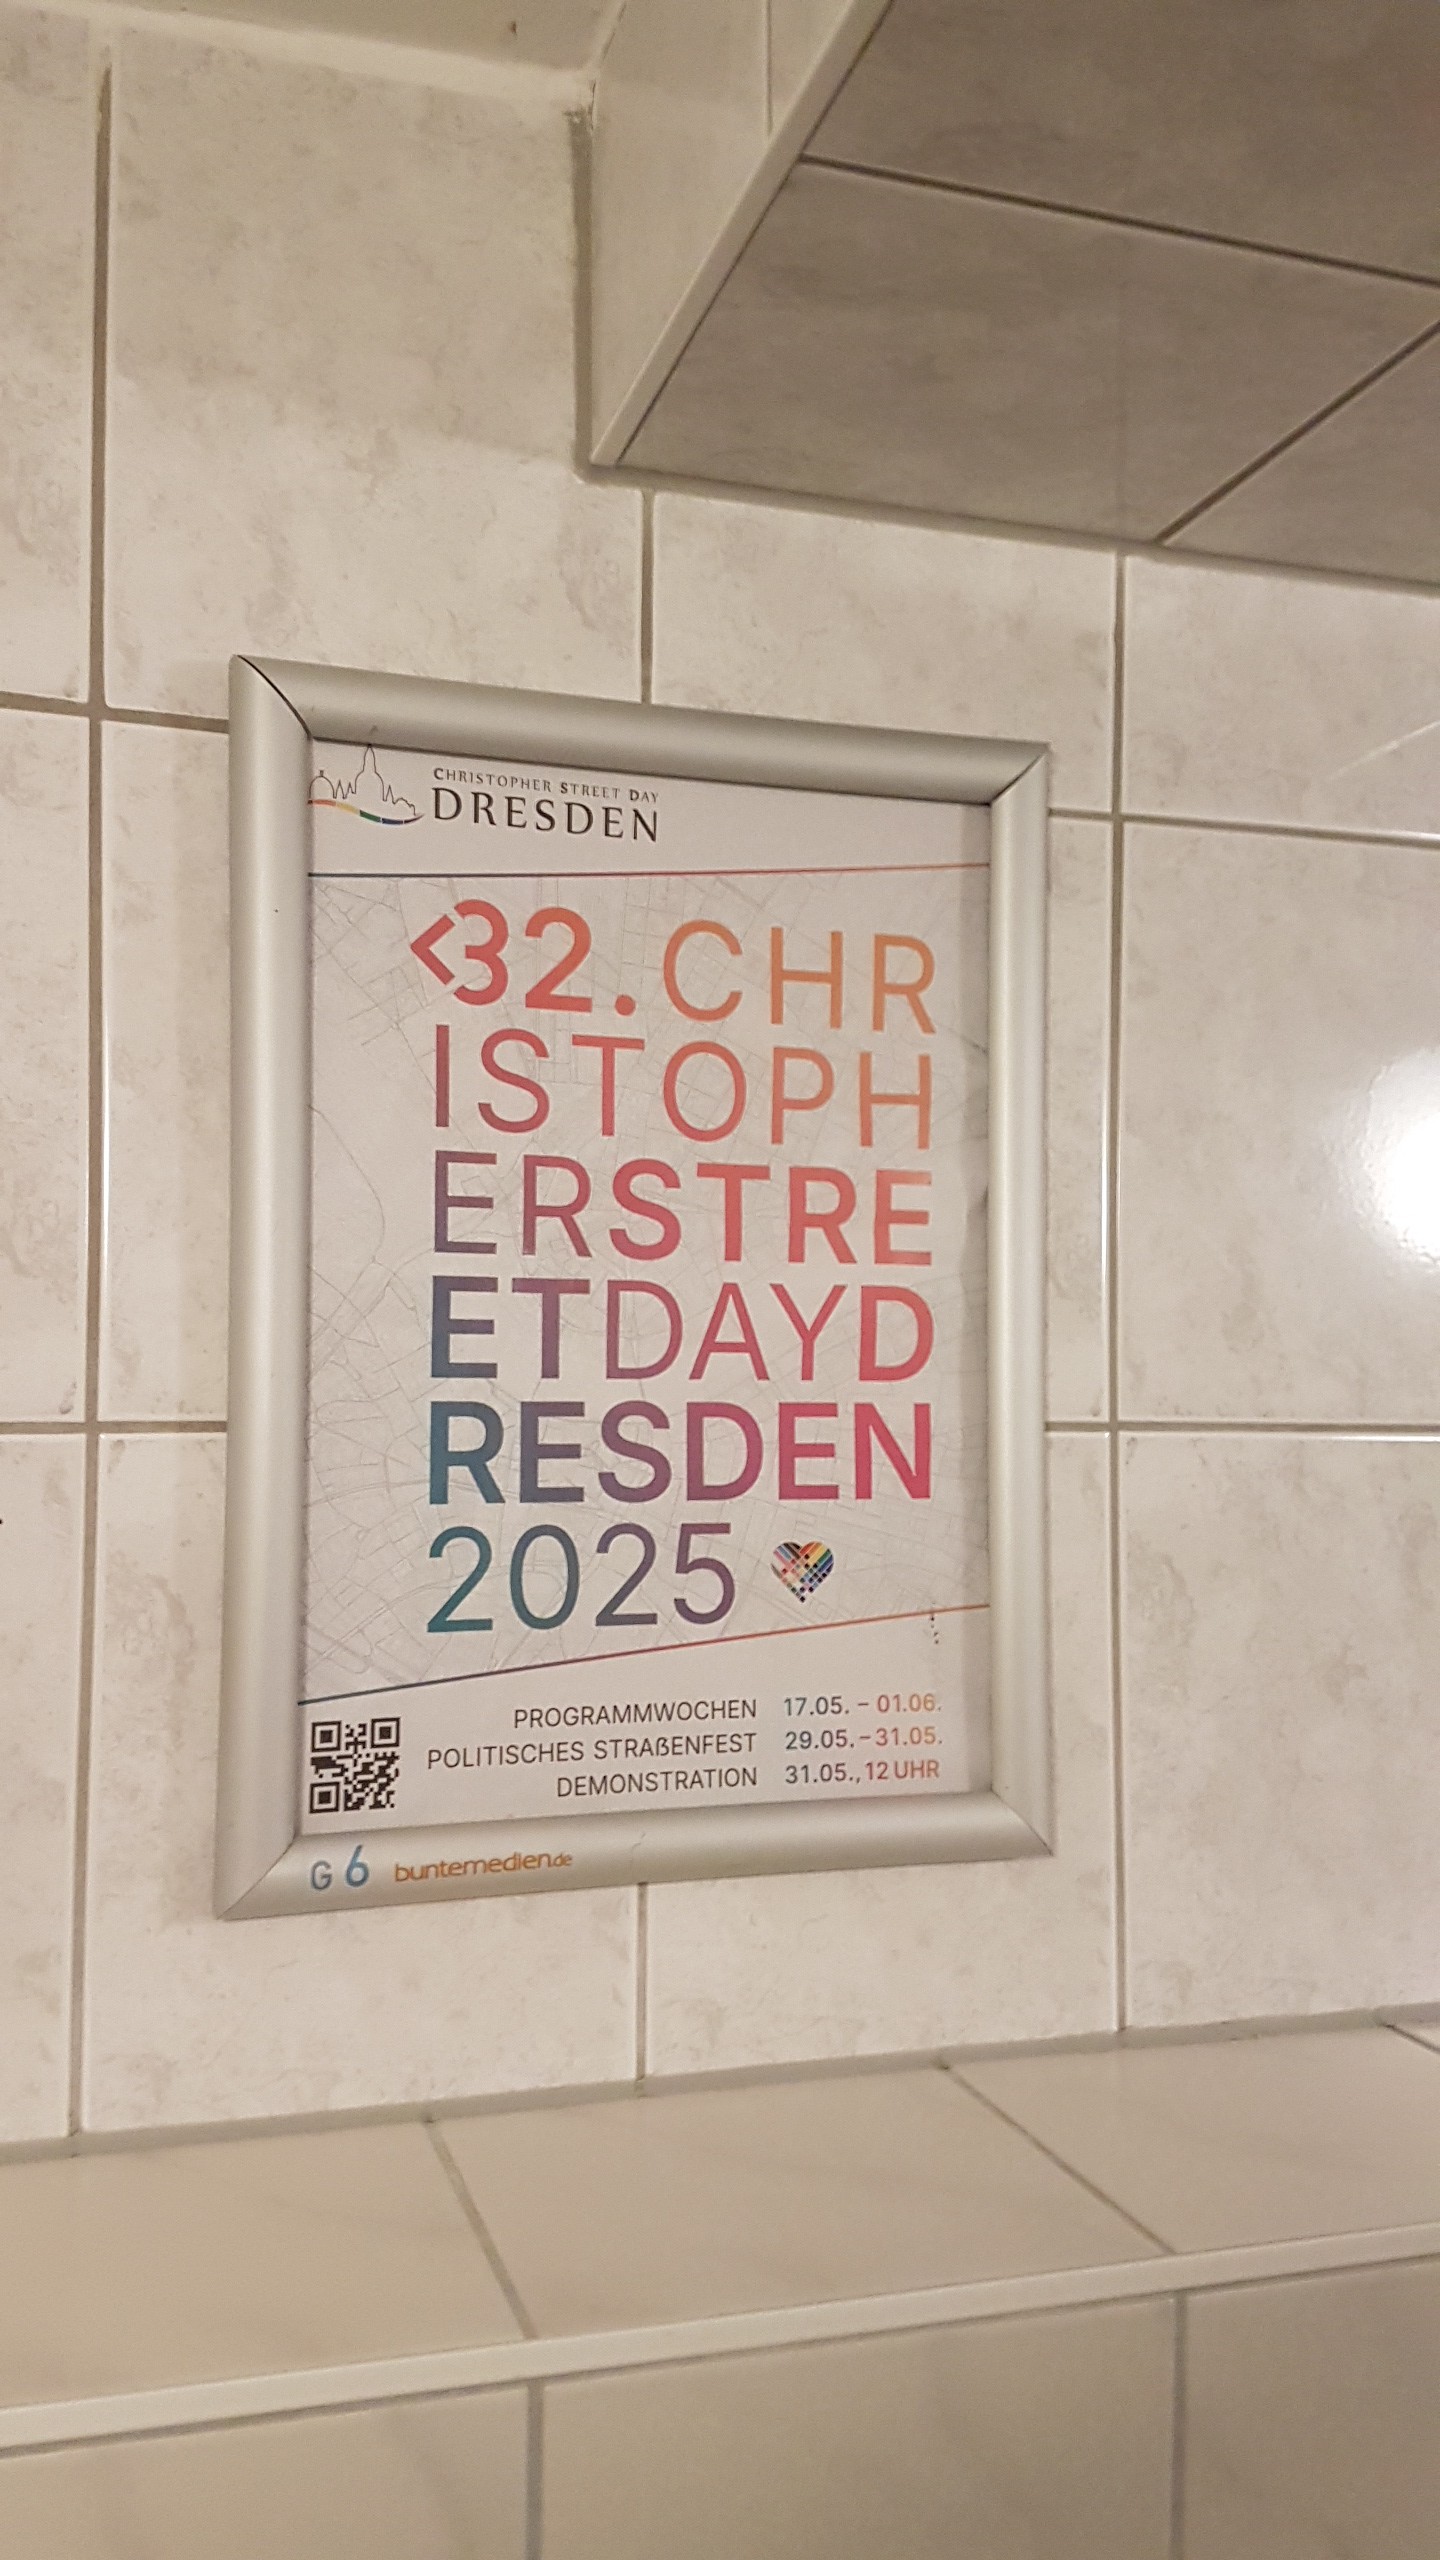 CHRISTOPHER STREET DAY
DRESDEN
<32. CHR
ISTOPH
ERSTRE
ETDAYD
RESDEN
2025
PROGRAMMWOCHEN 17.05. – 01.06.
POLITISCHES STRAßENFEST 29.05. – 31.05.
DEMONSTRATION 31.05., 12 UHR
G 6 buntemedien.de